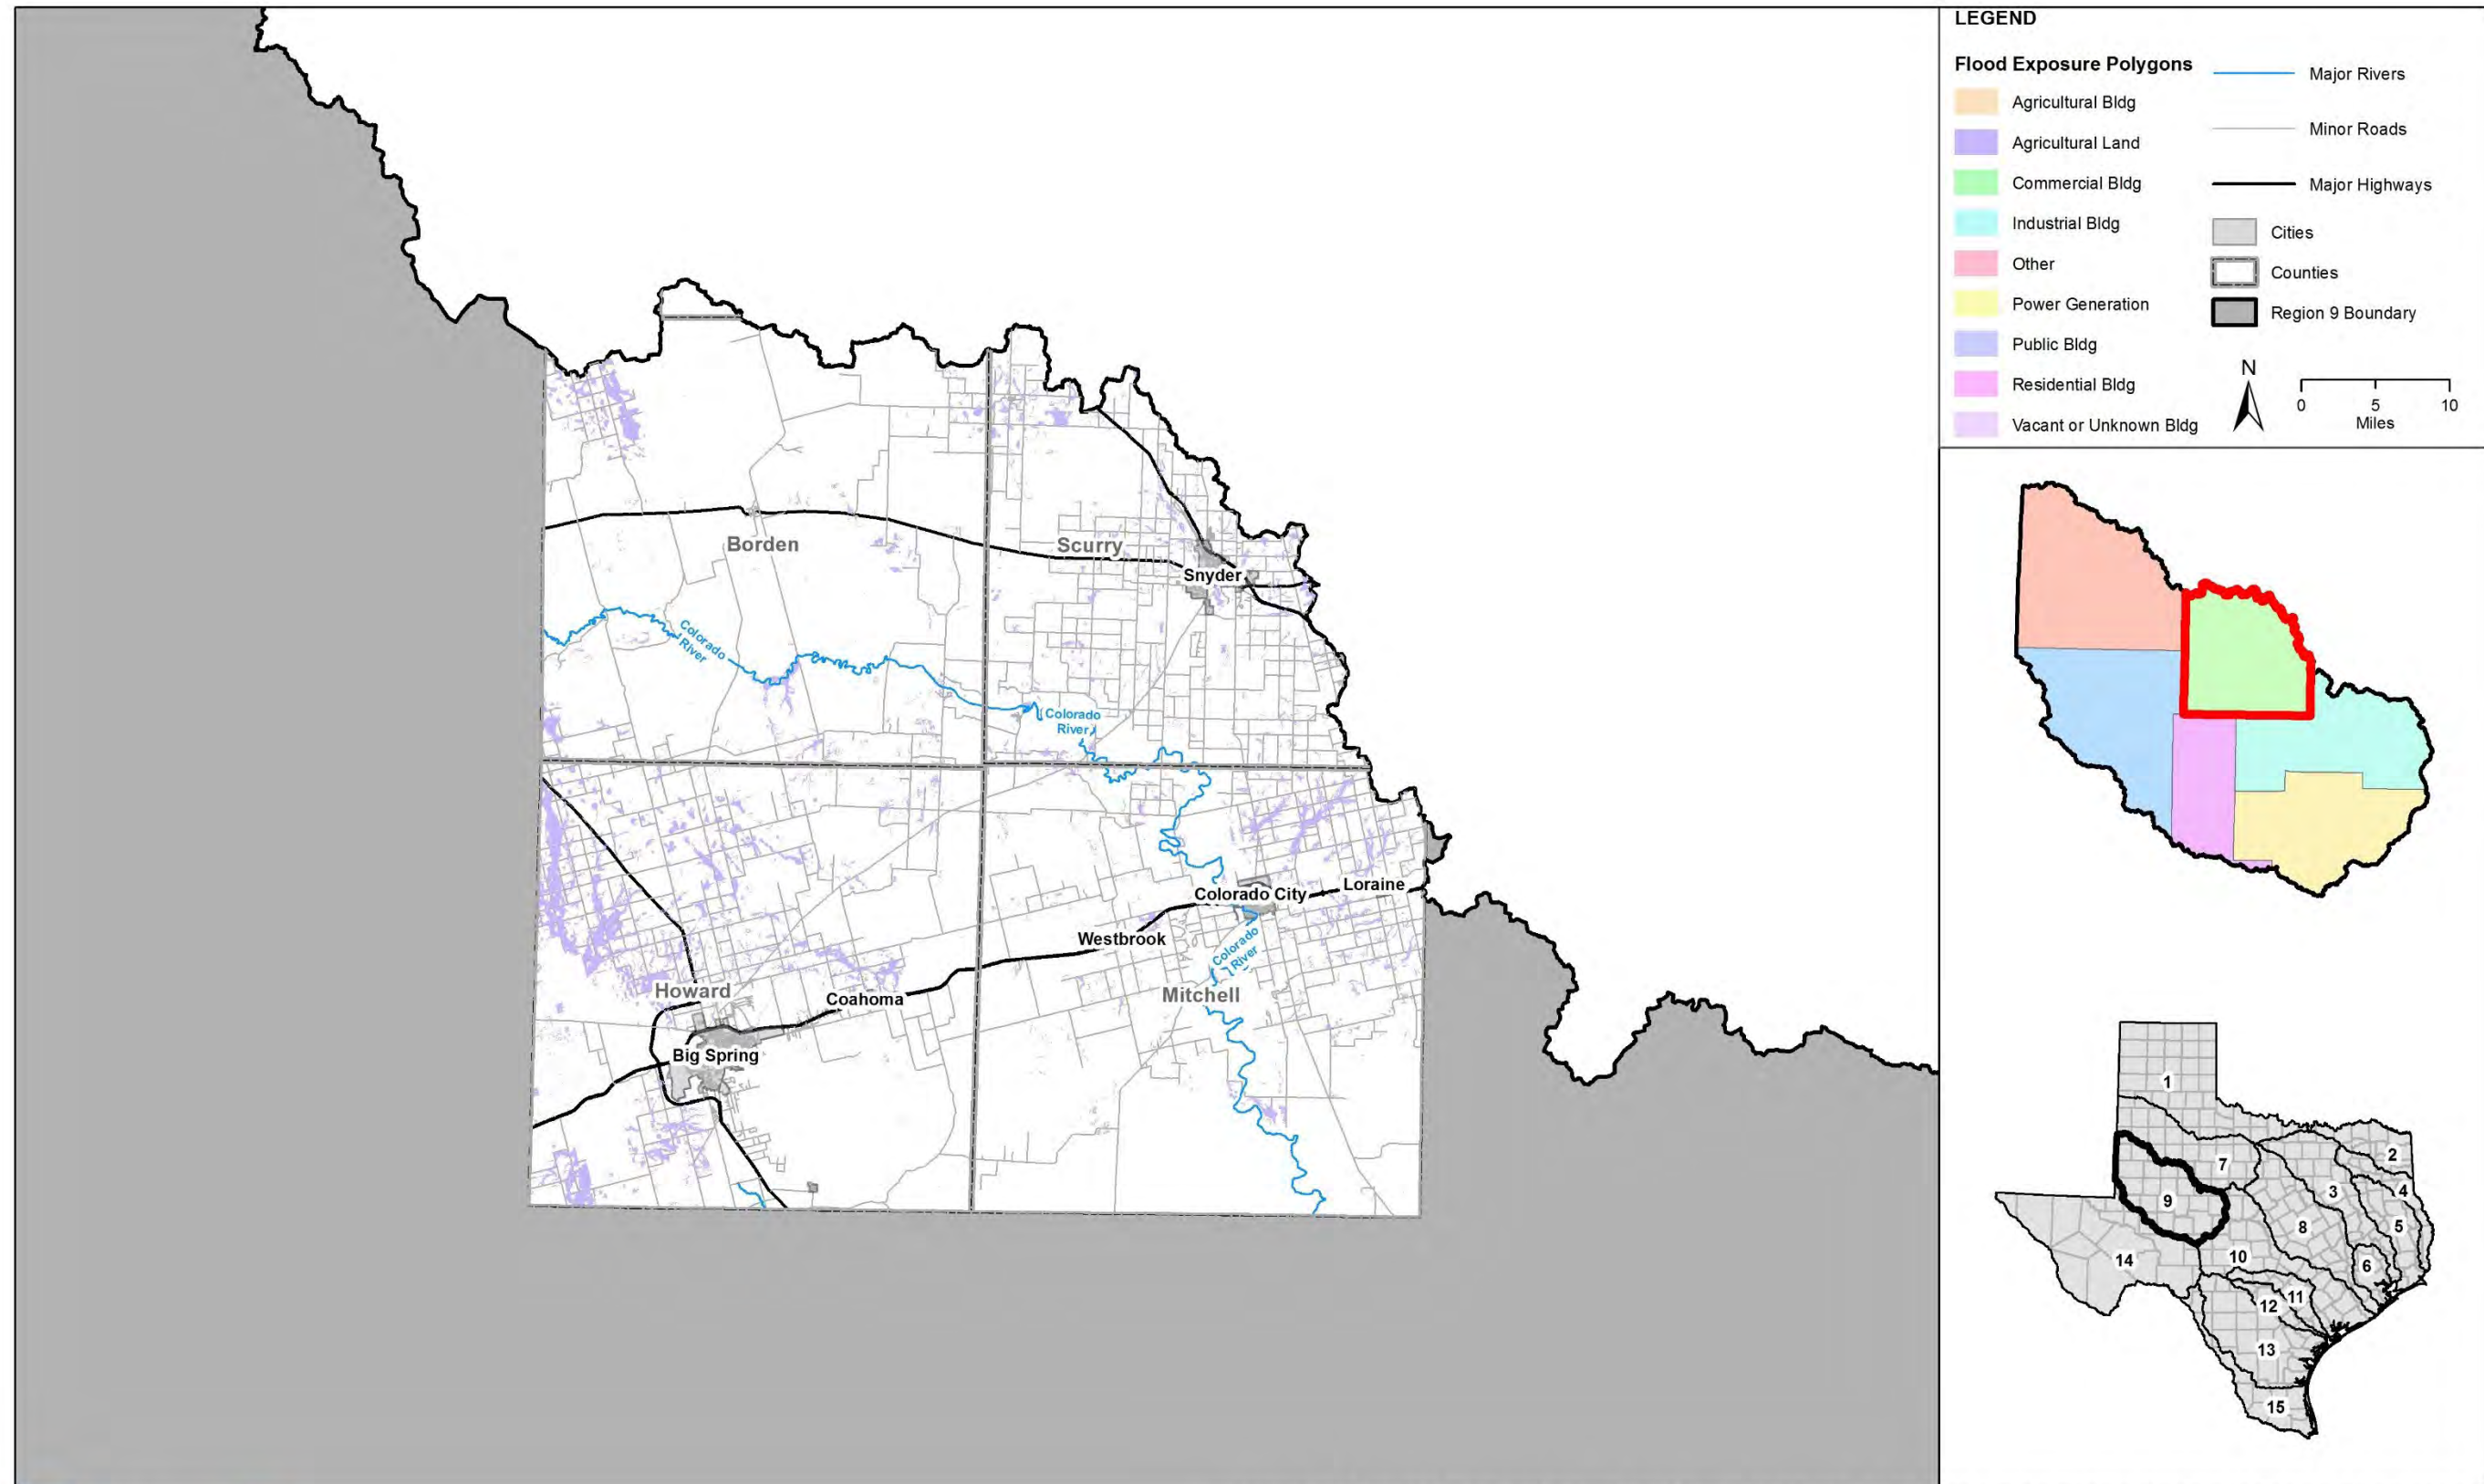 LEGEND
Flood Exposure Polygons
Agricultural Bldg
Agricultural Land
Commercial Bldg
Industrial Bldg
Other
Power Generation
Public Bldg
Residential Bldg
Vacant or Unknown Bldg
Major Rivers
Minor Roads
Major Highways
Cities
Counties
Region 9 Boundary
N
0 5 10
Miles
Borden
Scurry
Snyder
Colorado
River
Colorado
River
Colorado City
Loraine
Westbrook
Colorado
River
Howard
Coahoma
Mitchell
Big Spring
1
2
7
3
4
9
8
5
10
14
6
11
12
13
15